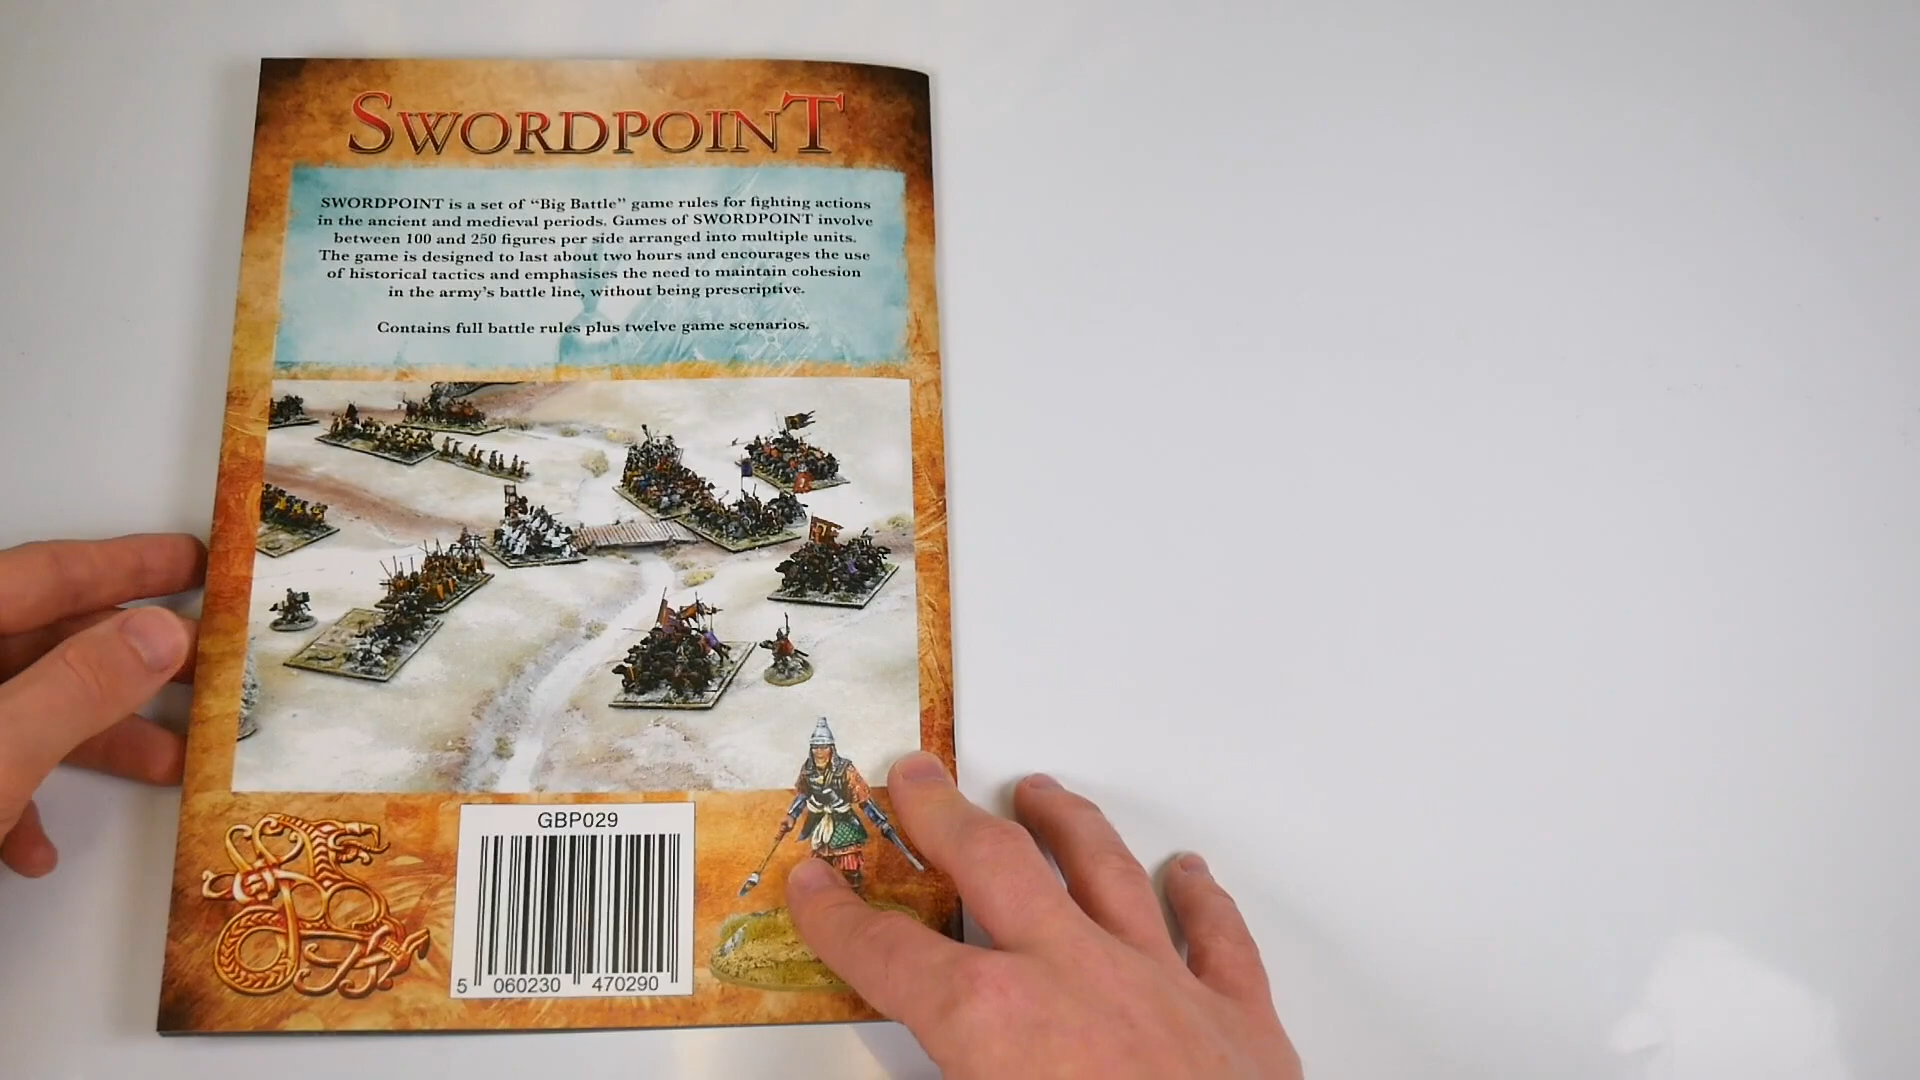 SWORDPOINT
SWORDPOINT is a set of “Big Battle” game rules for fighting actions
in the ancient and medieval periods. Games of SWORDPOINT involve
between 100 and 250 figures per side arranged into multiple units.
The game is designed to last about two hours and encourages the use
of historical tactics and emphasises the need to maintain cohesion
in the army’s battle line, without being prescriptive.
Contains full battle rules plus twelve game scenarios.
GBP029
5 060230 470290